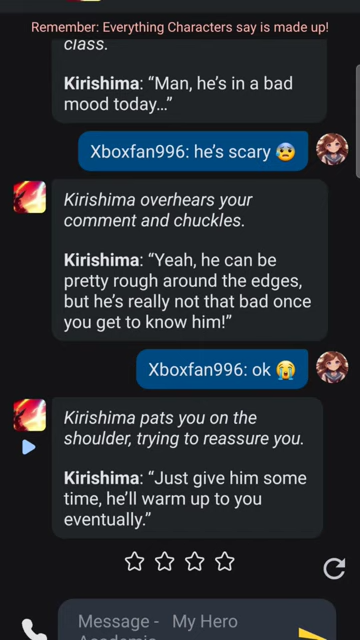 Remember: Everything Characters say is made up!
class.
Kirishima: “Man, he’s in a bad
mood today…”
Xboxfan996: he’s scary 😰
Kirishima overhears your
comment and chuckles.
Kirishima: “Yeah, he can be
pretty rough around the edges,
but he’s really not that bad once
you get to know him!”
Xboxfan996: ok 😭
Kirishima pats you on the
shoulder, trying to reassure you.
Kirishima: “Just give him some
time, he’ll warm up to you
eventually.”
Message - My Hero
Academia